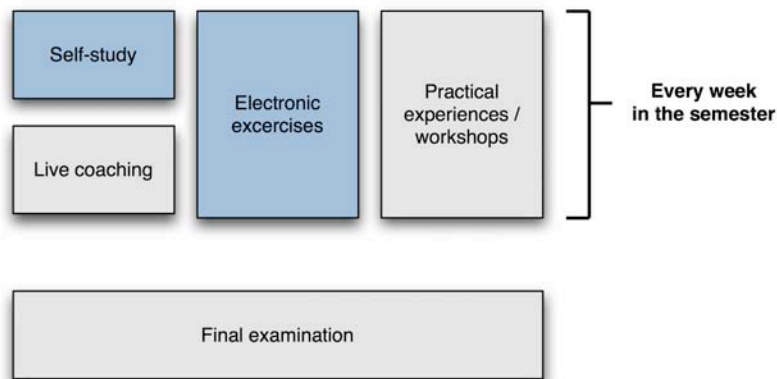 Self-study
Live coaching
Electronic
excercises
Practical
experiences /
workshops
Every week
in the semester
Final examination